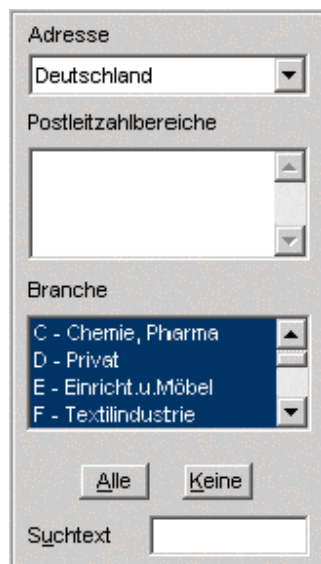 Adresse
Deutschland
Postleitzahlbereiche
Branche
C - Chemie, Pharma
D - Privat
E - Einricht.u.Möbel
F - Textilindustrie
Alle Keine
Suchtext